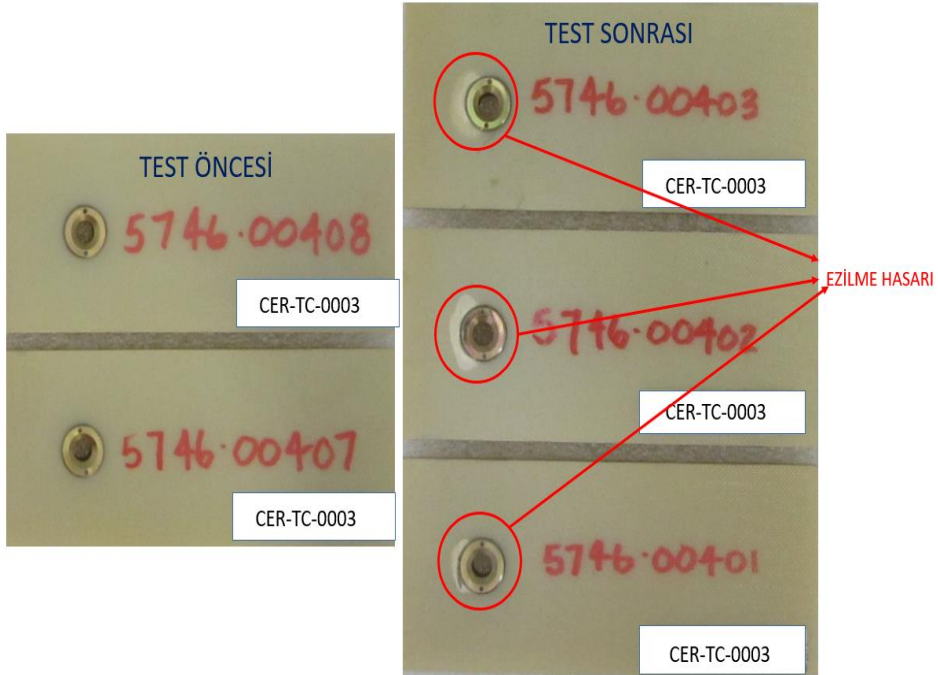 TEST ÖNCESİ
5746·00408
CER-TC-0003
5746·00407
CER-TC-0003
TEST SONRASI
5746·00403
CER-TC-0003
5746·00402
CER-TC-0003
5746·00401
CER-TC-0003
EZİLME HASARI